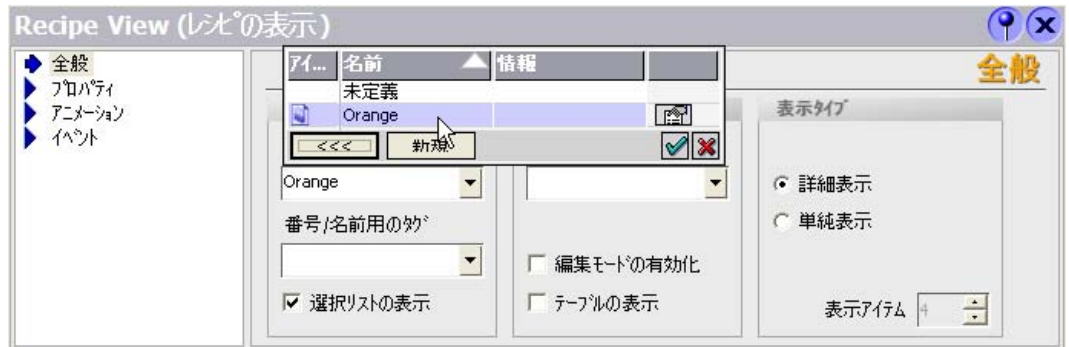 Recipe View (ﾚｼﾋﾟの表示)
全般
ﾌﾟﾛﾊﾟﾃｨ
ｱﾆﾒｰｼｮﾝ
ｲﾍﾞﾝﾄ
全般
ｱｲ... 名前 情報
未定義
Orange
<<< 新規
Orange
番号/名前用のﾀｸﾞ
選択ﾘｽﾄの表示
編集ﾓｰﾄﾞの有効化
ﾃｰﾌﾞﾙの表示
表示ﾀｲﾌﾟ
詳細表示
単純表示
表示ｱｲﾃﾑ 4